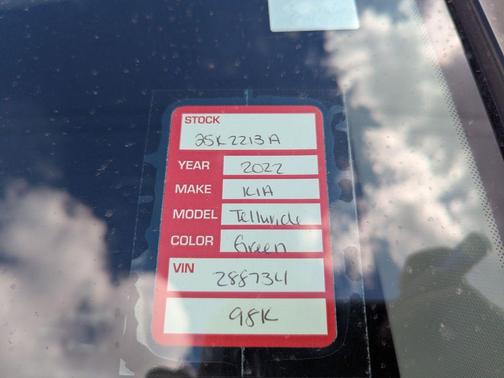 STOCK
25K2213A
YEAR 2022
MAKE KIA
MODEL Telluride
COLOR Green
VIN
288734
98K